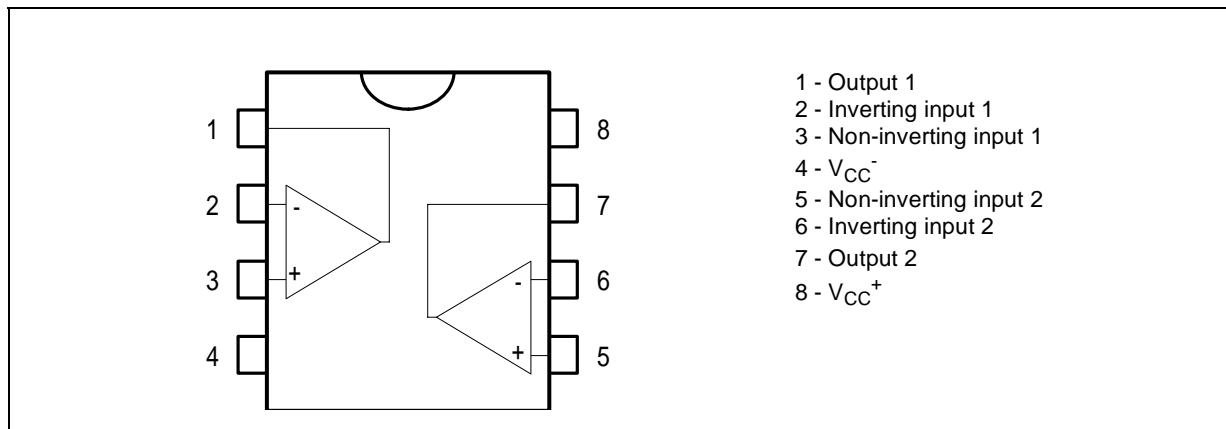 1
2
3
4
8
7
6
5
-
+
-
+
1 - Output 1
2 - Inverting input 1
3 - Non-inverting input 1
4 - VCC-
5 - Non-inverting input 2
6 - Inverting input 2
7 - Output 2
8 - VCC+